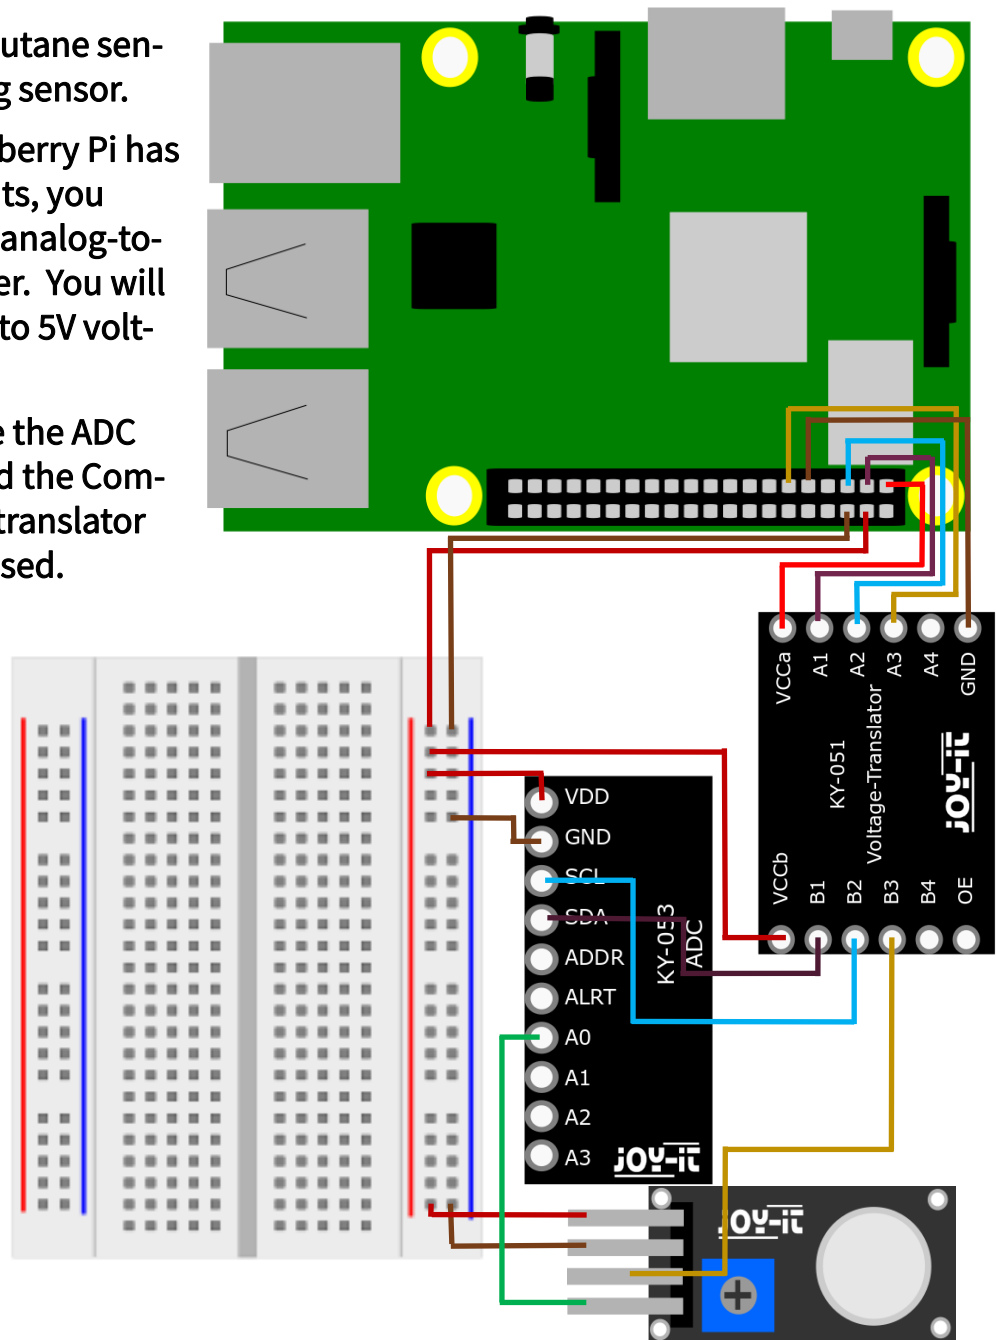 utane sen-
g sensor.
berry Pi has
ts, you
analog-to-
er. You will
to 5V volt-
e the ADC
d the Com-
translator
sed.
VCCa
A1
A2
A3
A4
GND
KY-051
Voltage-Translator
JOY-iT
VCCb
B1
B2
B3
B4
OE
VDD
GND
SCL
SDA
ADDR
ALRT
A0
A1
A2
A3
KY-053
ADC
JOY-iT
JOY-iT